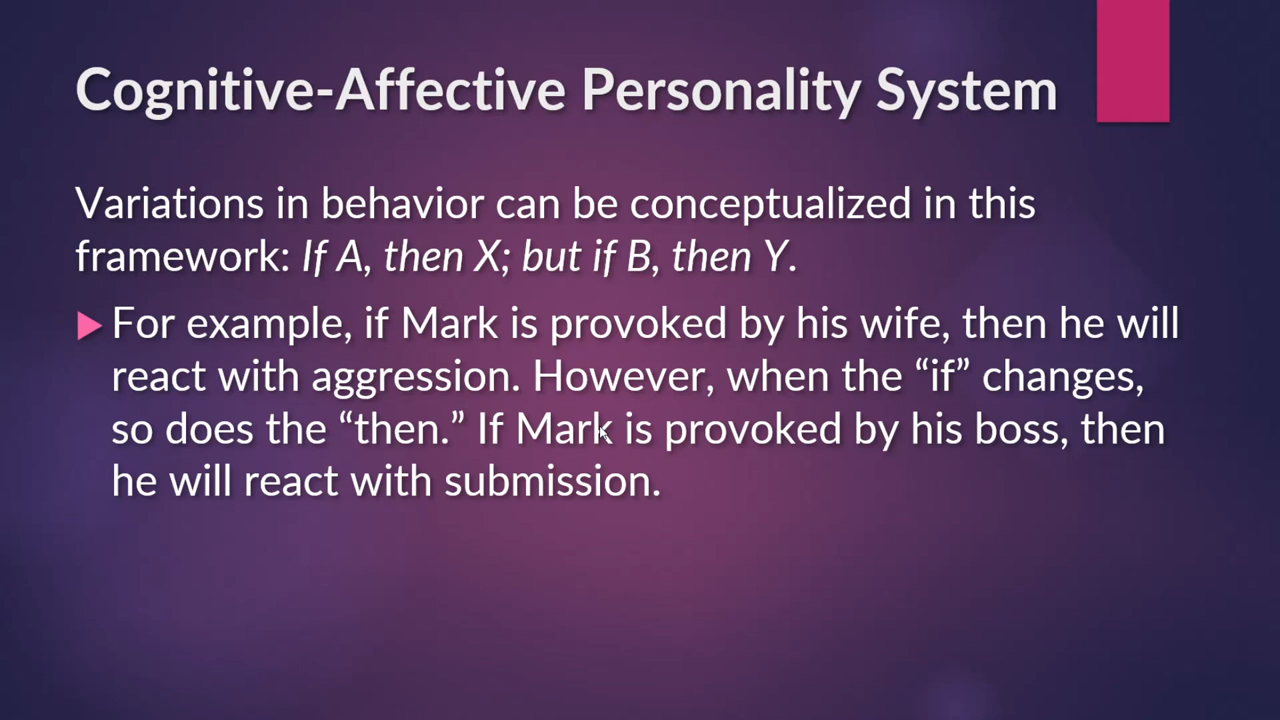 Cognitive-Affective Personality System
Variations in behavior can be conceptualized in this
framework: If A, then X; but if B, then Y.
For example, if Mark is provoked by his wife, then he will
react with aggression. However, when the “if” changes,
so does the “then.” If Mark is provoked by his boss, then
he will react with submission.